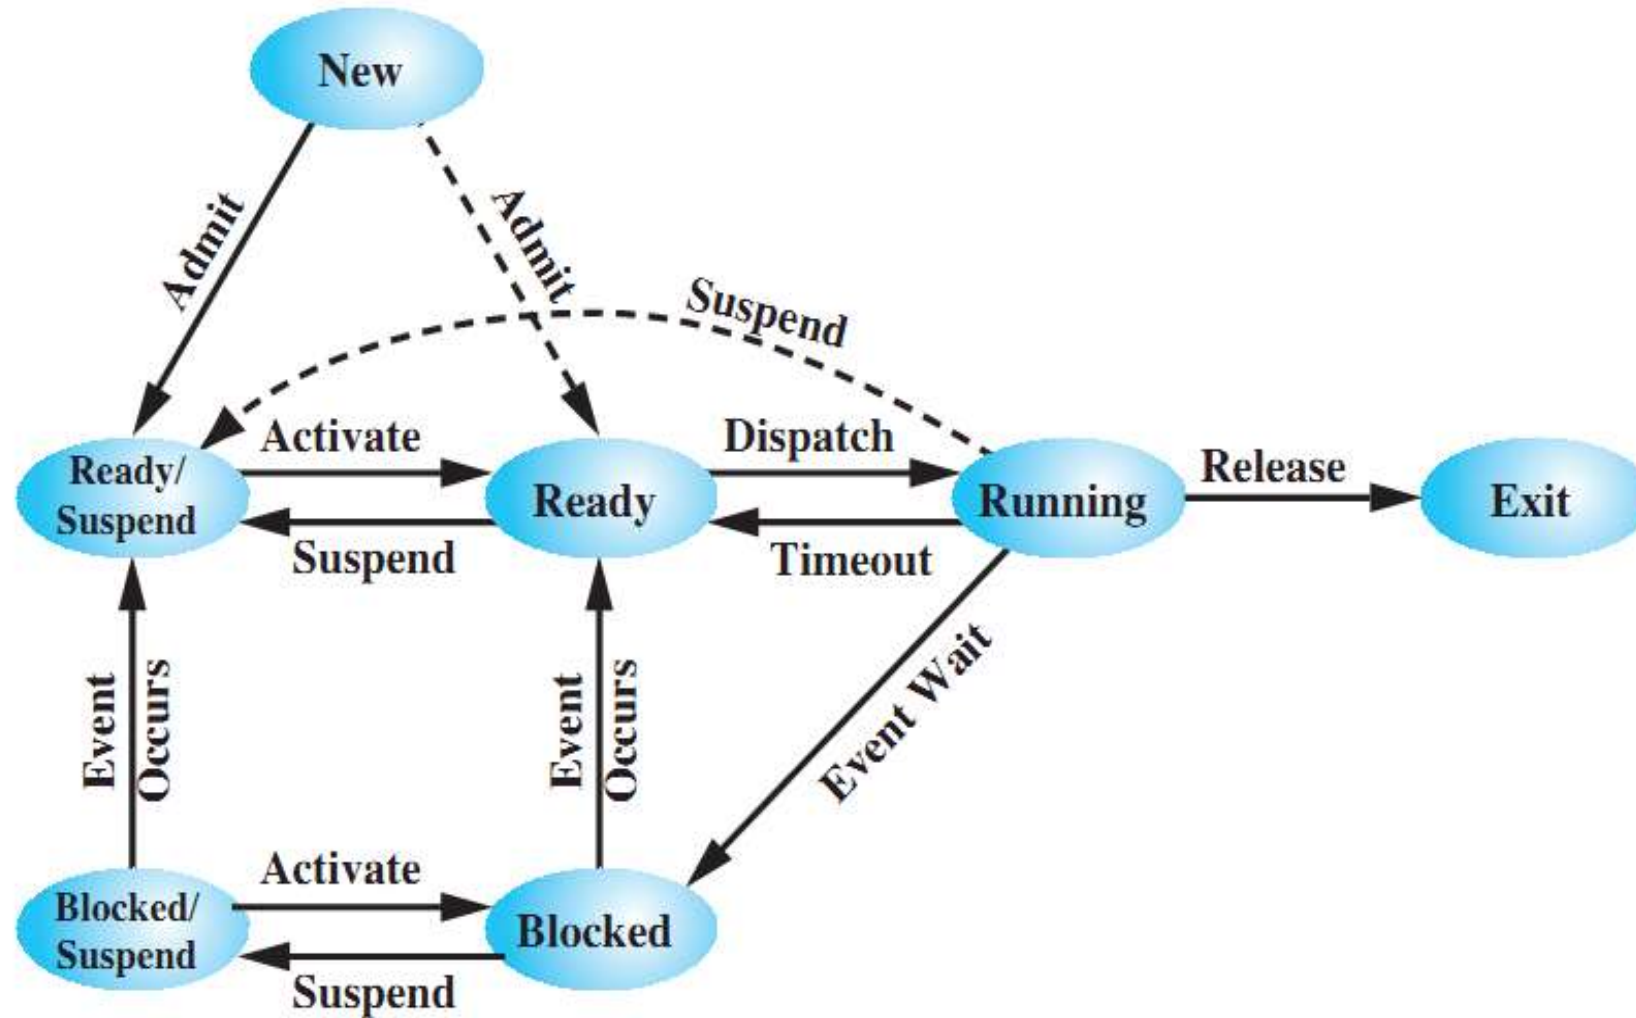 New
Admit
Admit
Suspend
Activate
Dispatch
Release
Ready/
Suspend
Ready
Running
Exit
Suspend
Timeout
Event
Occurs
Event
Occurs
Event Wait
Activate
Blocked/
Suspend
Blocked
Suspend